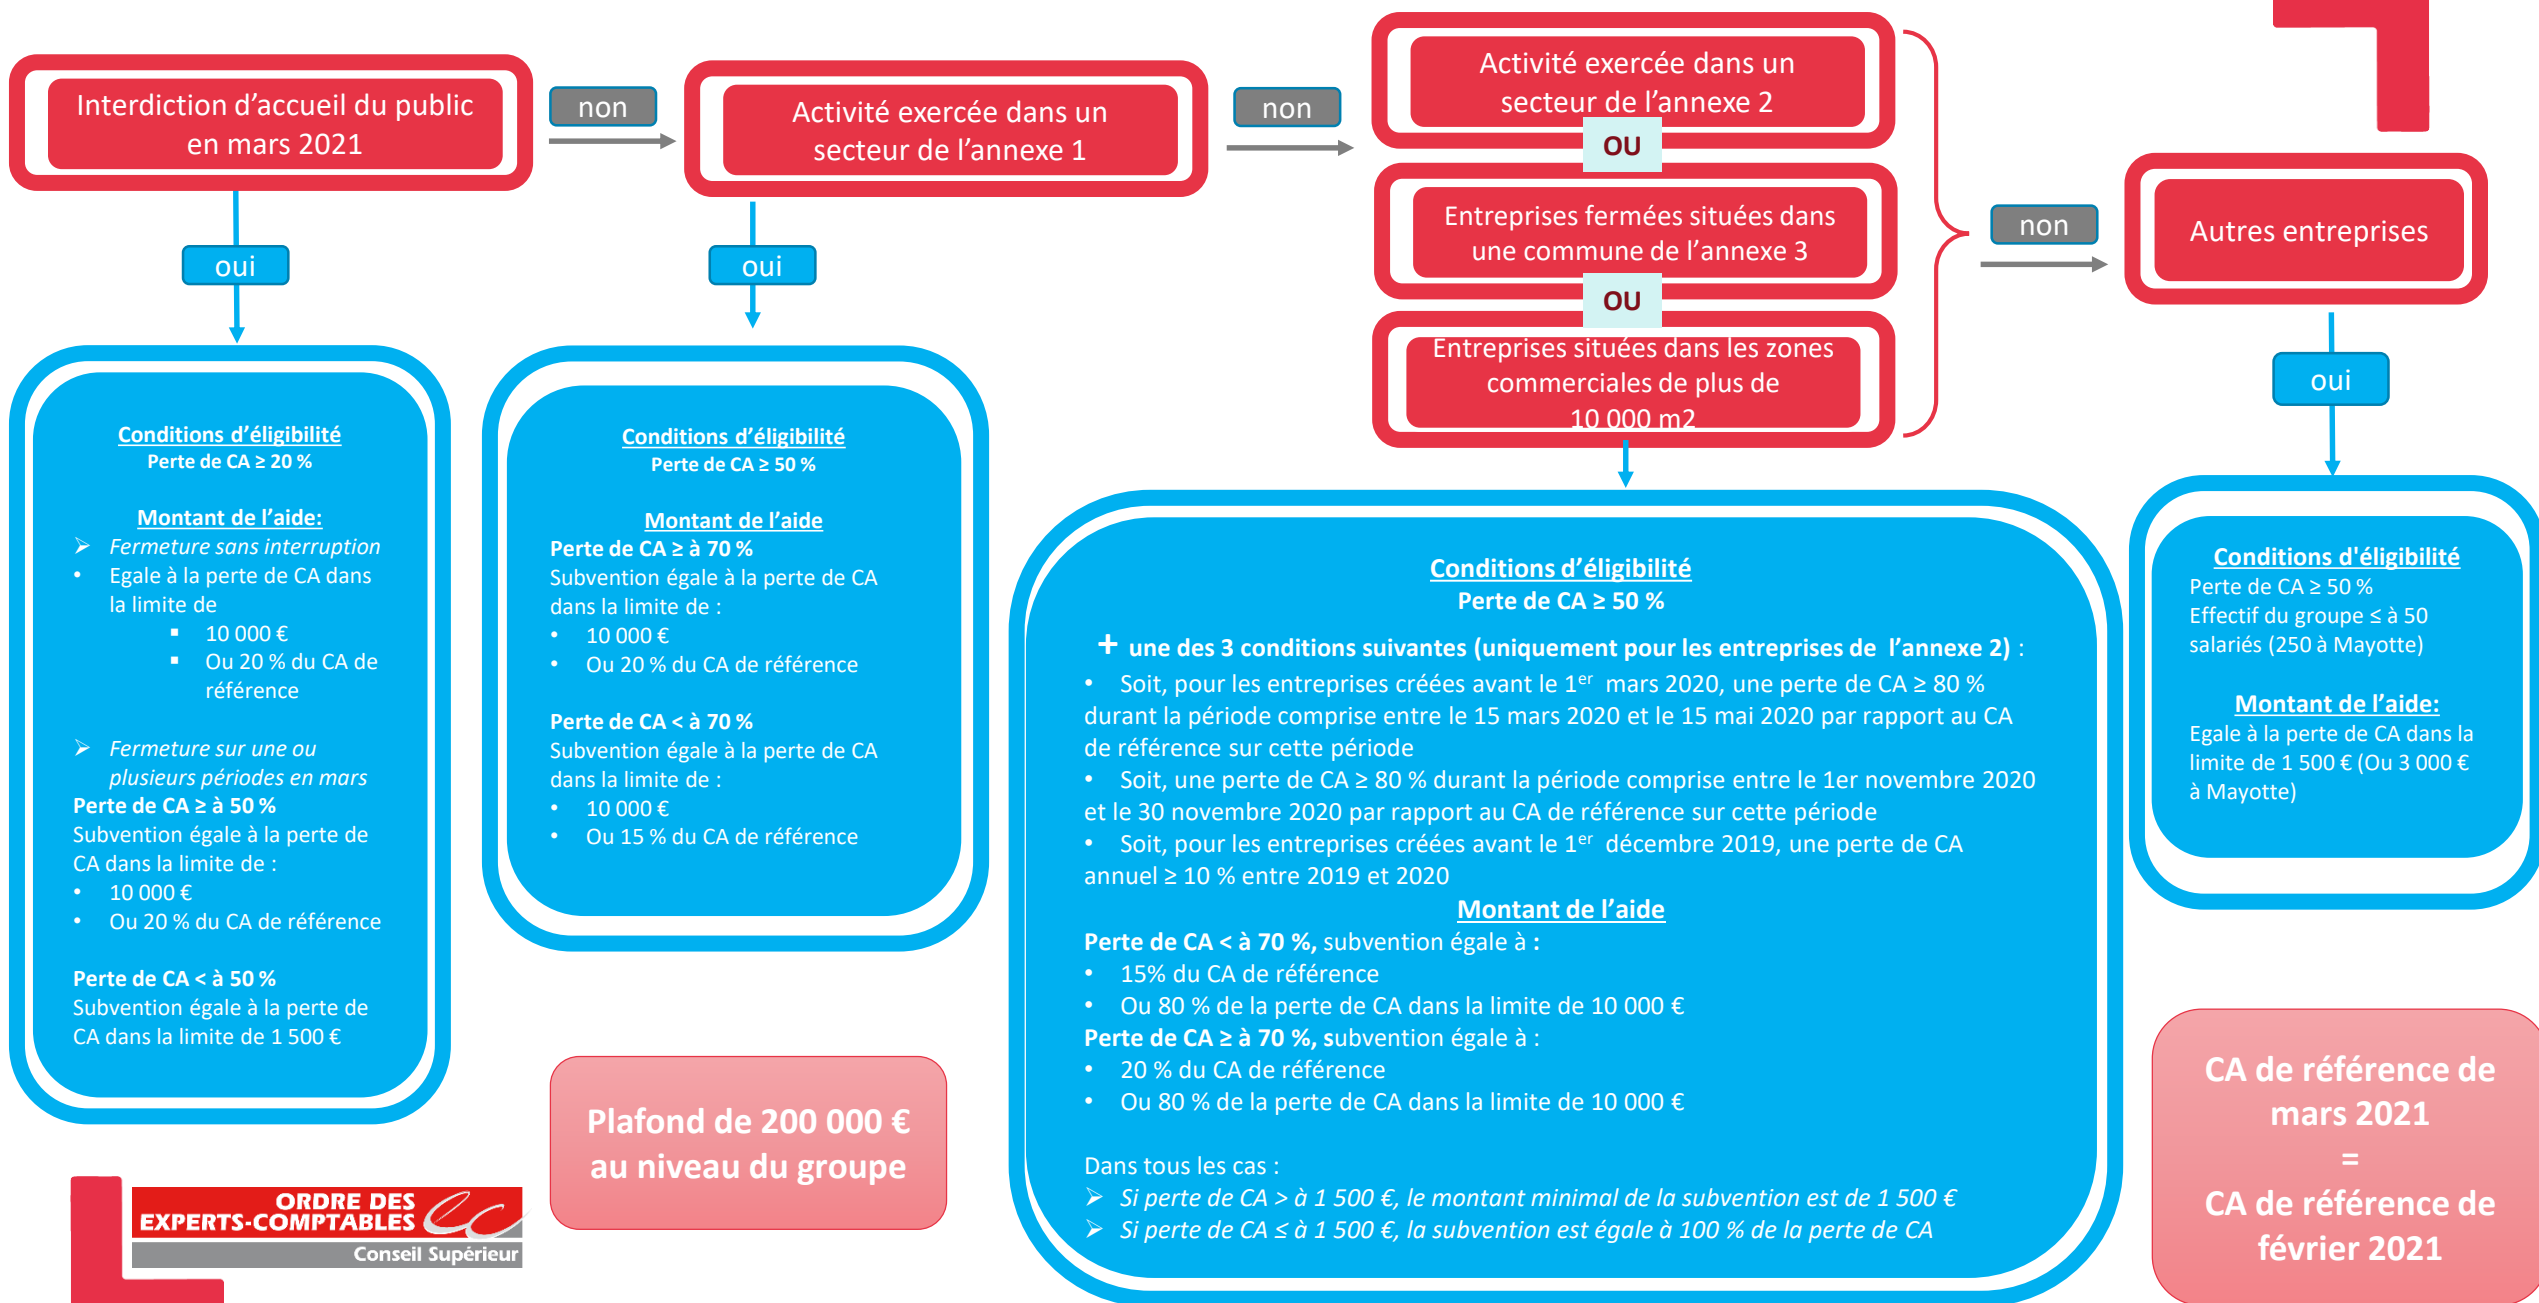 Interdiction d’accueil du public
en mars 2021
non
Activité exercée dans un
secteur de l’annexe 1
non
Activité exercée dans un
secteur de l’annexe 2
OU
Entreprises fermées situées dans
une commune de l’annexe 3
OU
Entreprises situées dans les zones
commerciales de plus de
10 000 m2
non
Autres entreprises
oui
oui
oui
Conditions d’éligibilité
Perte de CA ≥ 20 %
Montant de l’aide:
➢ Fermeture sans interruption
• Egale à la perte de CA dans
la limite de
▪ 10 000 €
▪ Ou 20 % du CA de
référence
➢ Fermeture sur une ou
plusieurs périodes en mars
Perte de CA ≥ à 50 %
Subvention égale à la perte de
CA dans la limite de :
• 10 000 €
• Ou 20 % du CA de référence
Perte de CA < à 50 %
Subvention égale à la perte de
CA dans la limite de 1 500 €
Conditions d’éligibilité
Perte de CA ≥ 50 %
Montant de l’aide
Perte de CA ≥ à 70 %
Subvention égale à la perte de CA
dans la limite de :
• 10 000 €
• Ou 20 % du CA de référence
Perte de CA < à 70 %
Subvention égale à la perte de CA
dans la limite de :
• 10 000 €
• Ou 15 % du CA de référence
Conditions d’éligibilité
Perte de CA ≥ 50 %
+ une des 3 conditions suivantes (uniquement pour les entreprises de l’annexe 2) :
• Soit, pour les entreprises créées avant le 1er mars 2020, une perte de CA ≥ 80 %
durant la période comprise entre le 15 mars 2020 et le 15 mai 2020 par rapport au CA
de référence sur cette période
• Soit, une perte de CA ≥ 80 % durant la période comprise entre le 1er novembre 2020
et le 30 novembre 2020 par rapport au CA de référence sur cette période
• Soit, pour les entreprises créées avant le 1er décembre 2019, une perte de CA
annuel ≥ 10 % entre 2019 et 2020
Montant de l’aide
Perte de CA < à 70 %, subvention égale à :
• 15% du CA de référence
• Ou 80 % de la perte de CA dans la limite de 10 000 €
Perte de CA ≥ à 70 %, subvention égale à :
• 20 % du CA de référence
• Ou 80 % de la perte de CA dans la limite de 10 000 €
Dans tous les cas :
➢ Si perte de CA > à 1 500 €, le montant minimal de la subvention est de 1 500 €
➢ Si perte de CA ≤ à 1 500 €, la subvention est égale à 100 % de la perte de CA
Conditions d'éligibilité
Perte de CA ≥ 50 %
Effectif du groupe ≤ à 50
salariés (250 à Mayotte)
Montant de l’aide:
Egale à la perte de CA dans la
limite de 1 500 € (Ou 3 000 €
à Mayotte)
Plafond de 200 000 €
au niveau du groupe
CA de référence de
mars 2021
=
CA de référence de
février 2021
ORDRE DES
EXPERTS-COMPTABLES
Conseil Supérieur